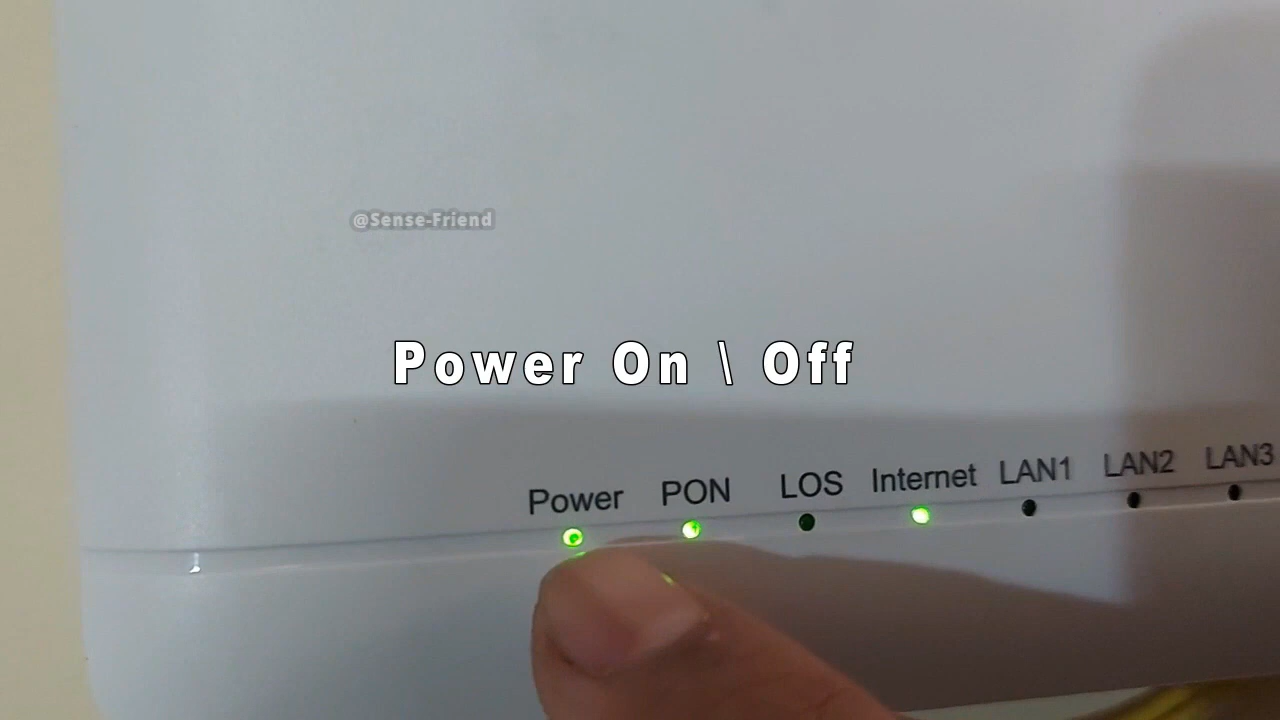 @Sense-Friend
Power On \ Off
Power PON LOS Internet LAN1 LAN2 LAN3